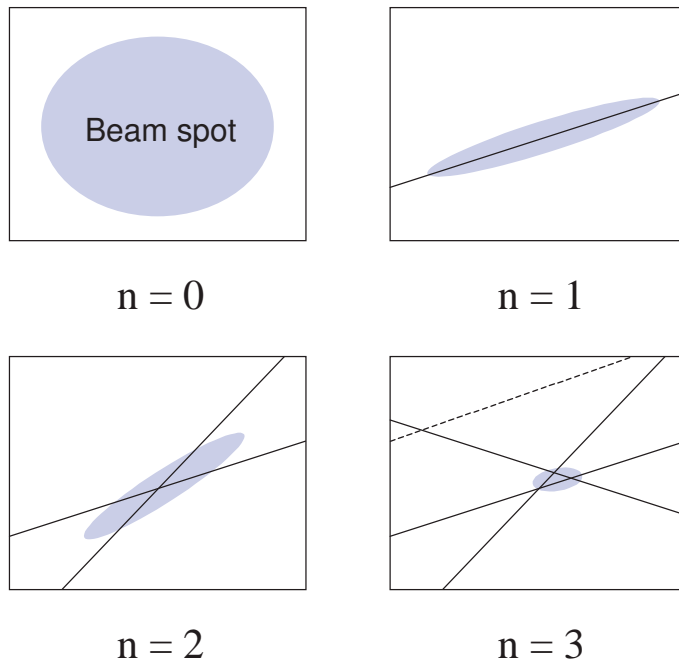 Beam spot
n = 0
n = 1
n = 2
n = 3